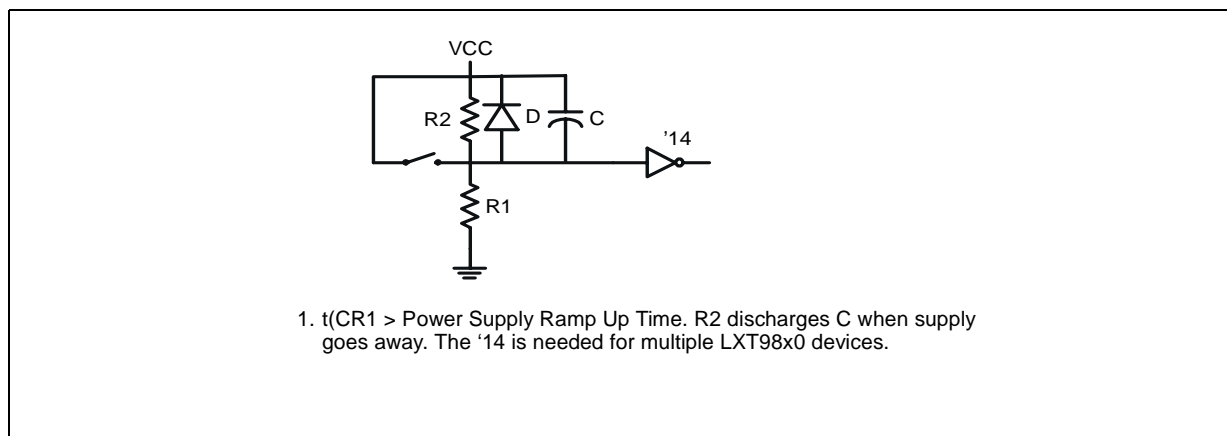 VCC
R2
D
C
’14
R1
1. t(CR1 > Power Supply Ramp Up Time. R2 discharges C when supply
goes away. The ‘14 is needed for multiple LXT98x0 devices.